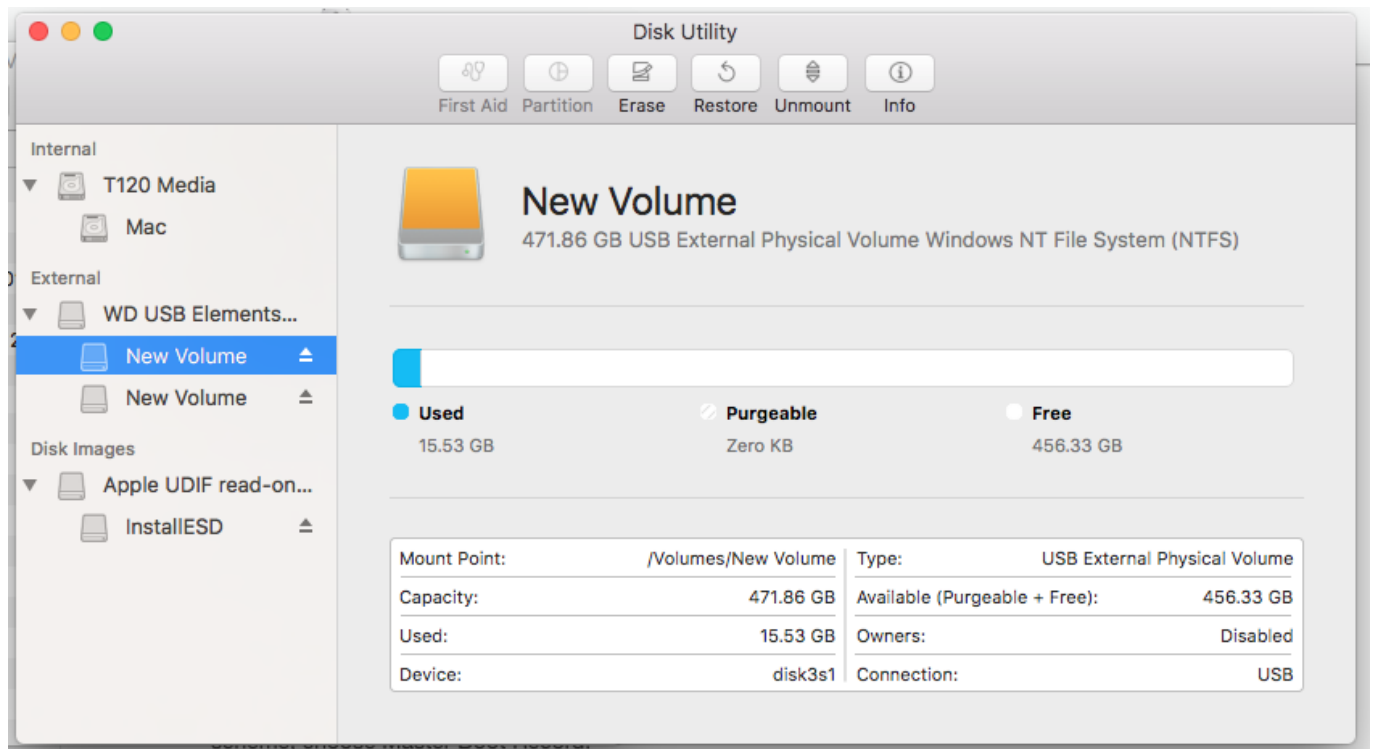 Disk Utility
First Aid Partition Erase Restore Unmount Info
Internal
T120 Media
Mac
External
WD USB Elements...
New Volume
New Volume
Disk Images
Apple UDIF read-on...
InstallESD
New Volume
471.86 GB USB External Physical Volume Windows NT File System (NTFS)
Used Purgeable Free
15.53 GB Zero KB 456.33 GB
Mount Point: /Volumes/New Volume Type: USB External Physical Volume
Capacity: 471.86 GB Available (Purgeable + Free): 456.33 GB
Used: 15.53 GB Owners: Disabled
Device: disk3s1 Connection: USB